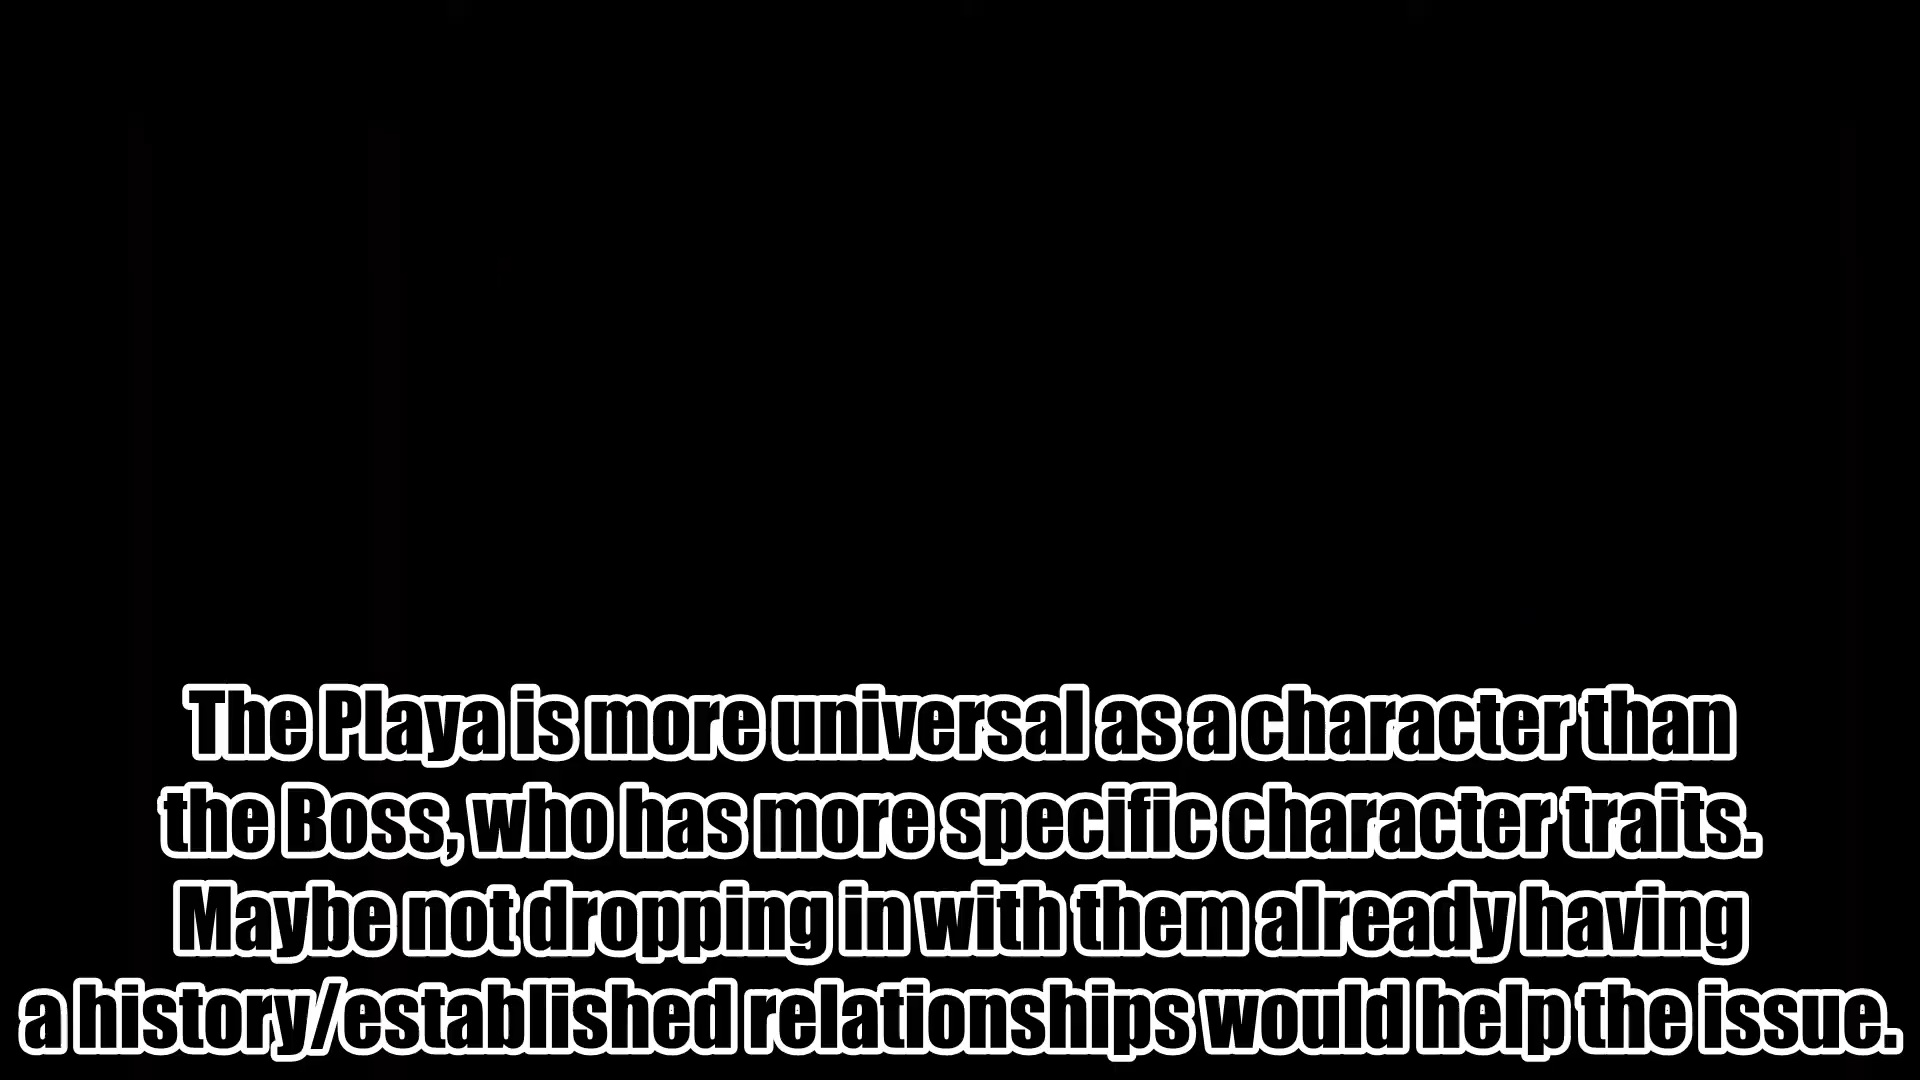 The Playa is more universal as a character than
the Boss, who has more specific character traits.
Maybe not dropping in with them already having
a history/established relationships would help the issue.